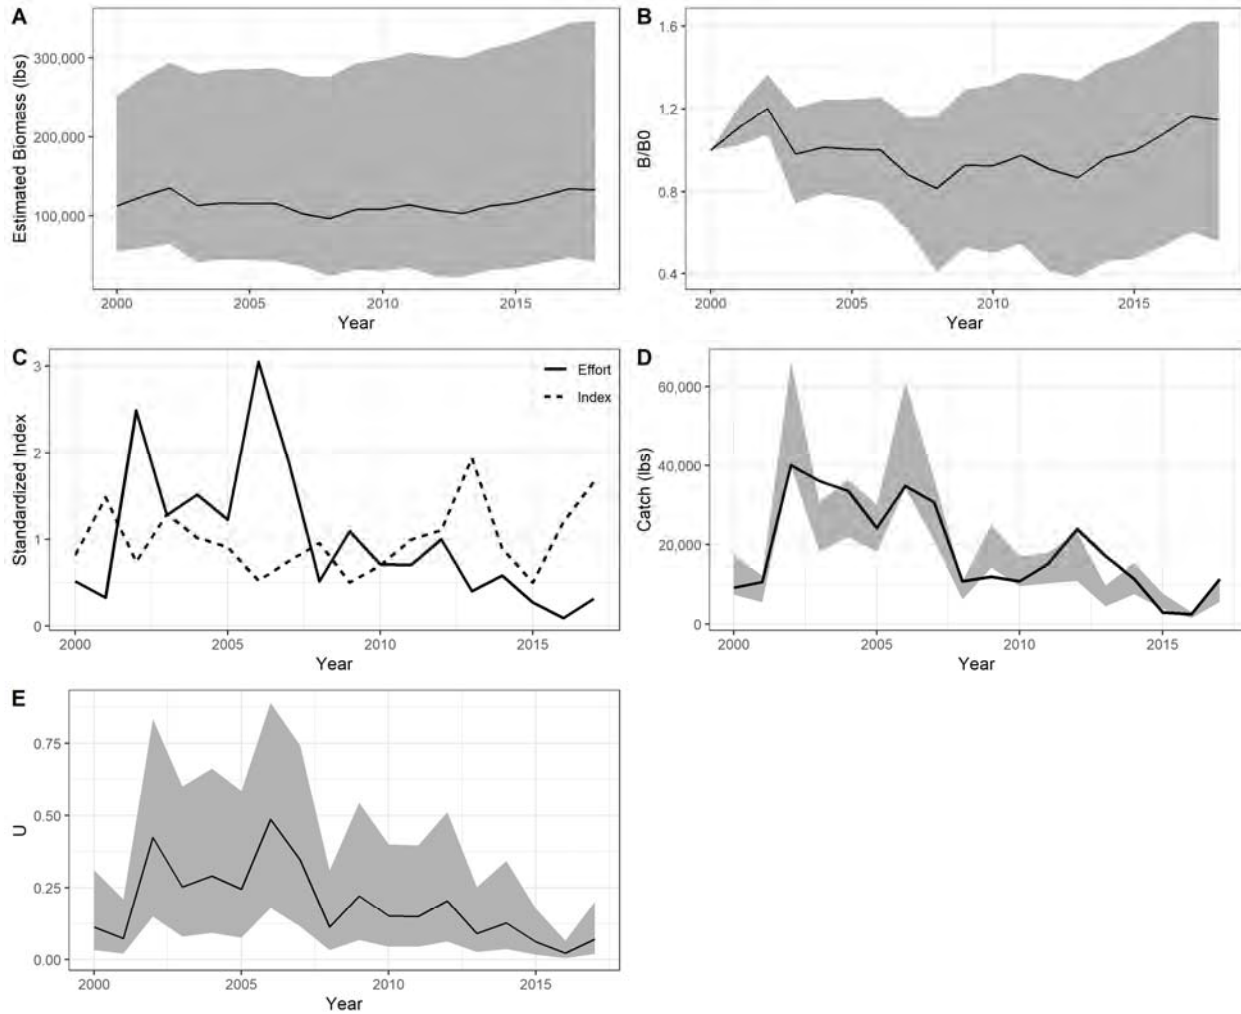 A
Estimated Biomass (lbs)
300,000
200,000
100,000
2000 2005 2010 2015
Year
B
B/B0
1.6
1.2
0.8
0.4
2000 2005 2010 2015
Year
C
Standardized Index
3
2
1
0
Effort
Index
2000 2005 2010 2015
Year
D
Catch (lbs)
60,000
40,000
20,000
0
2000 2005 2010 2015
Year
E
U
0.75
0.50
0.25
0.00
2000 2005 2010 2015
Year